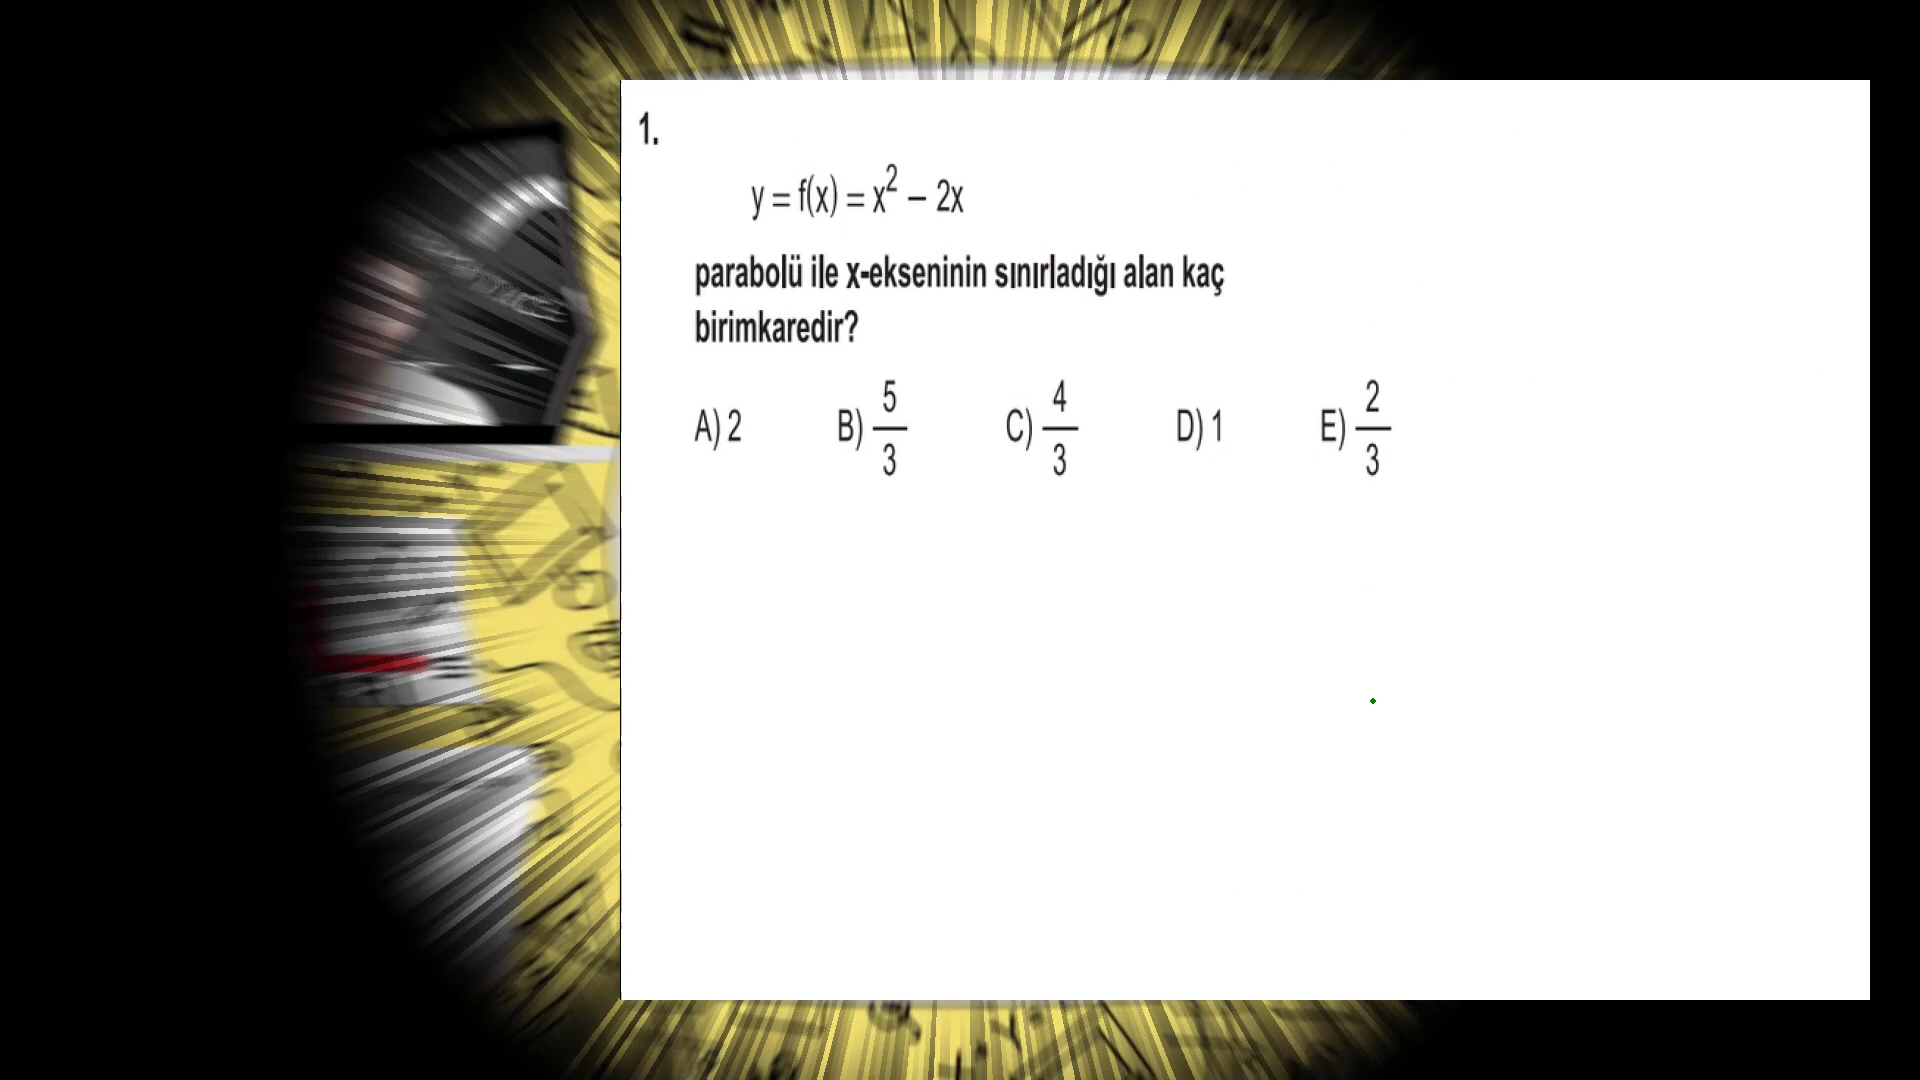 1.
y = f(x) = x² – 2x
parabolü ile x-ekseninin sınırladığı alan kaç
birimkaredir?
A) 2 B) 5/3 C) 4/3 D) 1 E) 2/3